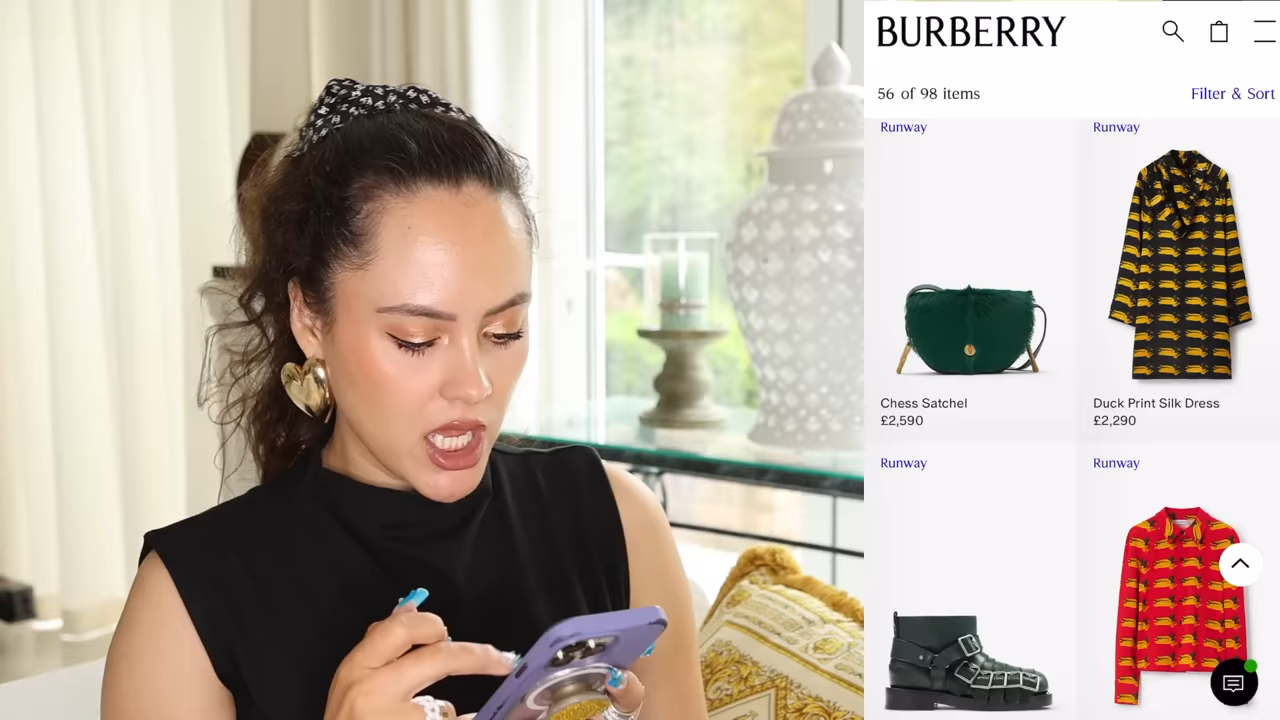 BURBERRY
56 of 98 items
Filter & Sort
Runway
Runway
Chess Satchel
£2,590
Duck Print Silk Dress
£2,290
Runway
Runway